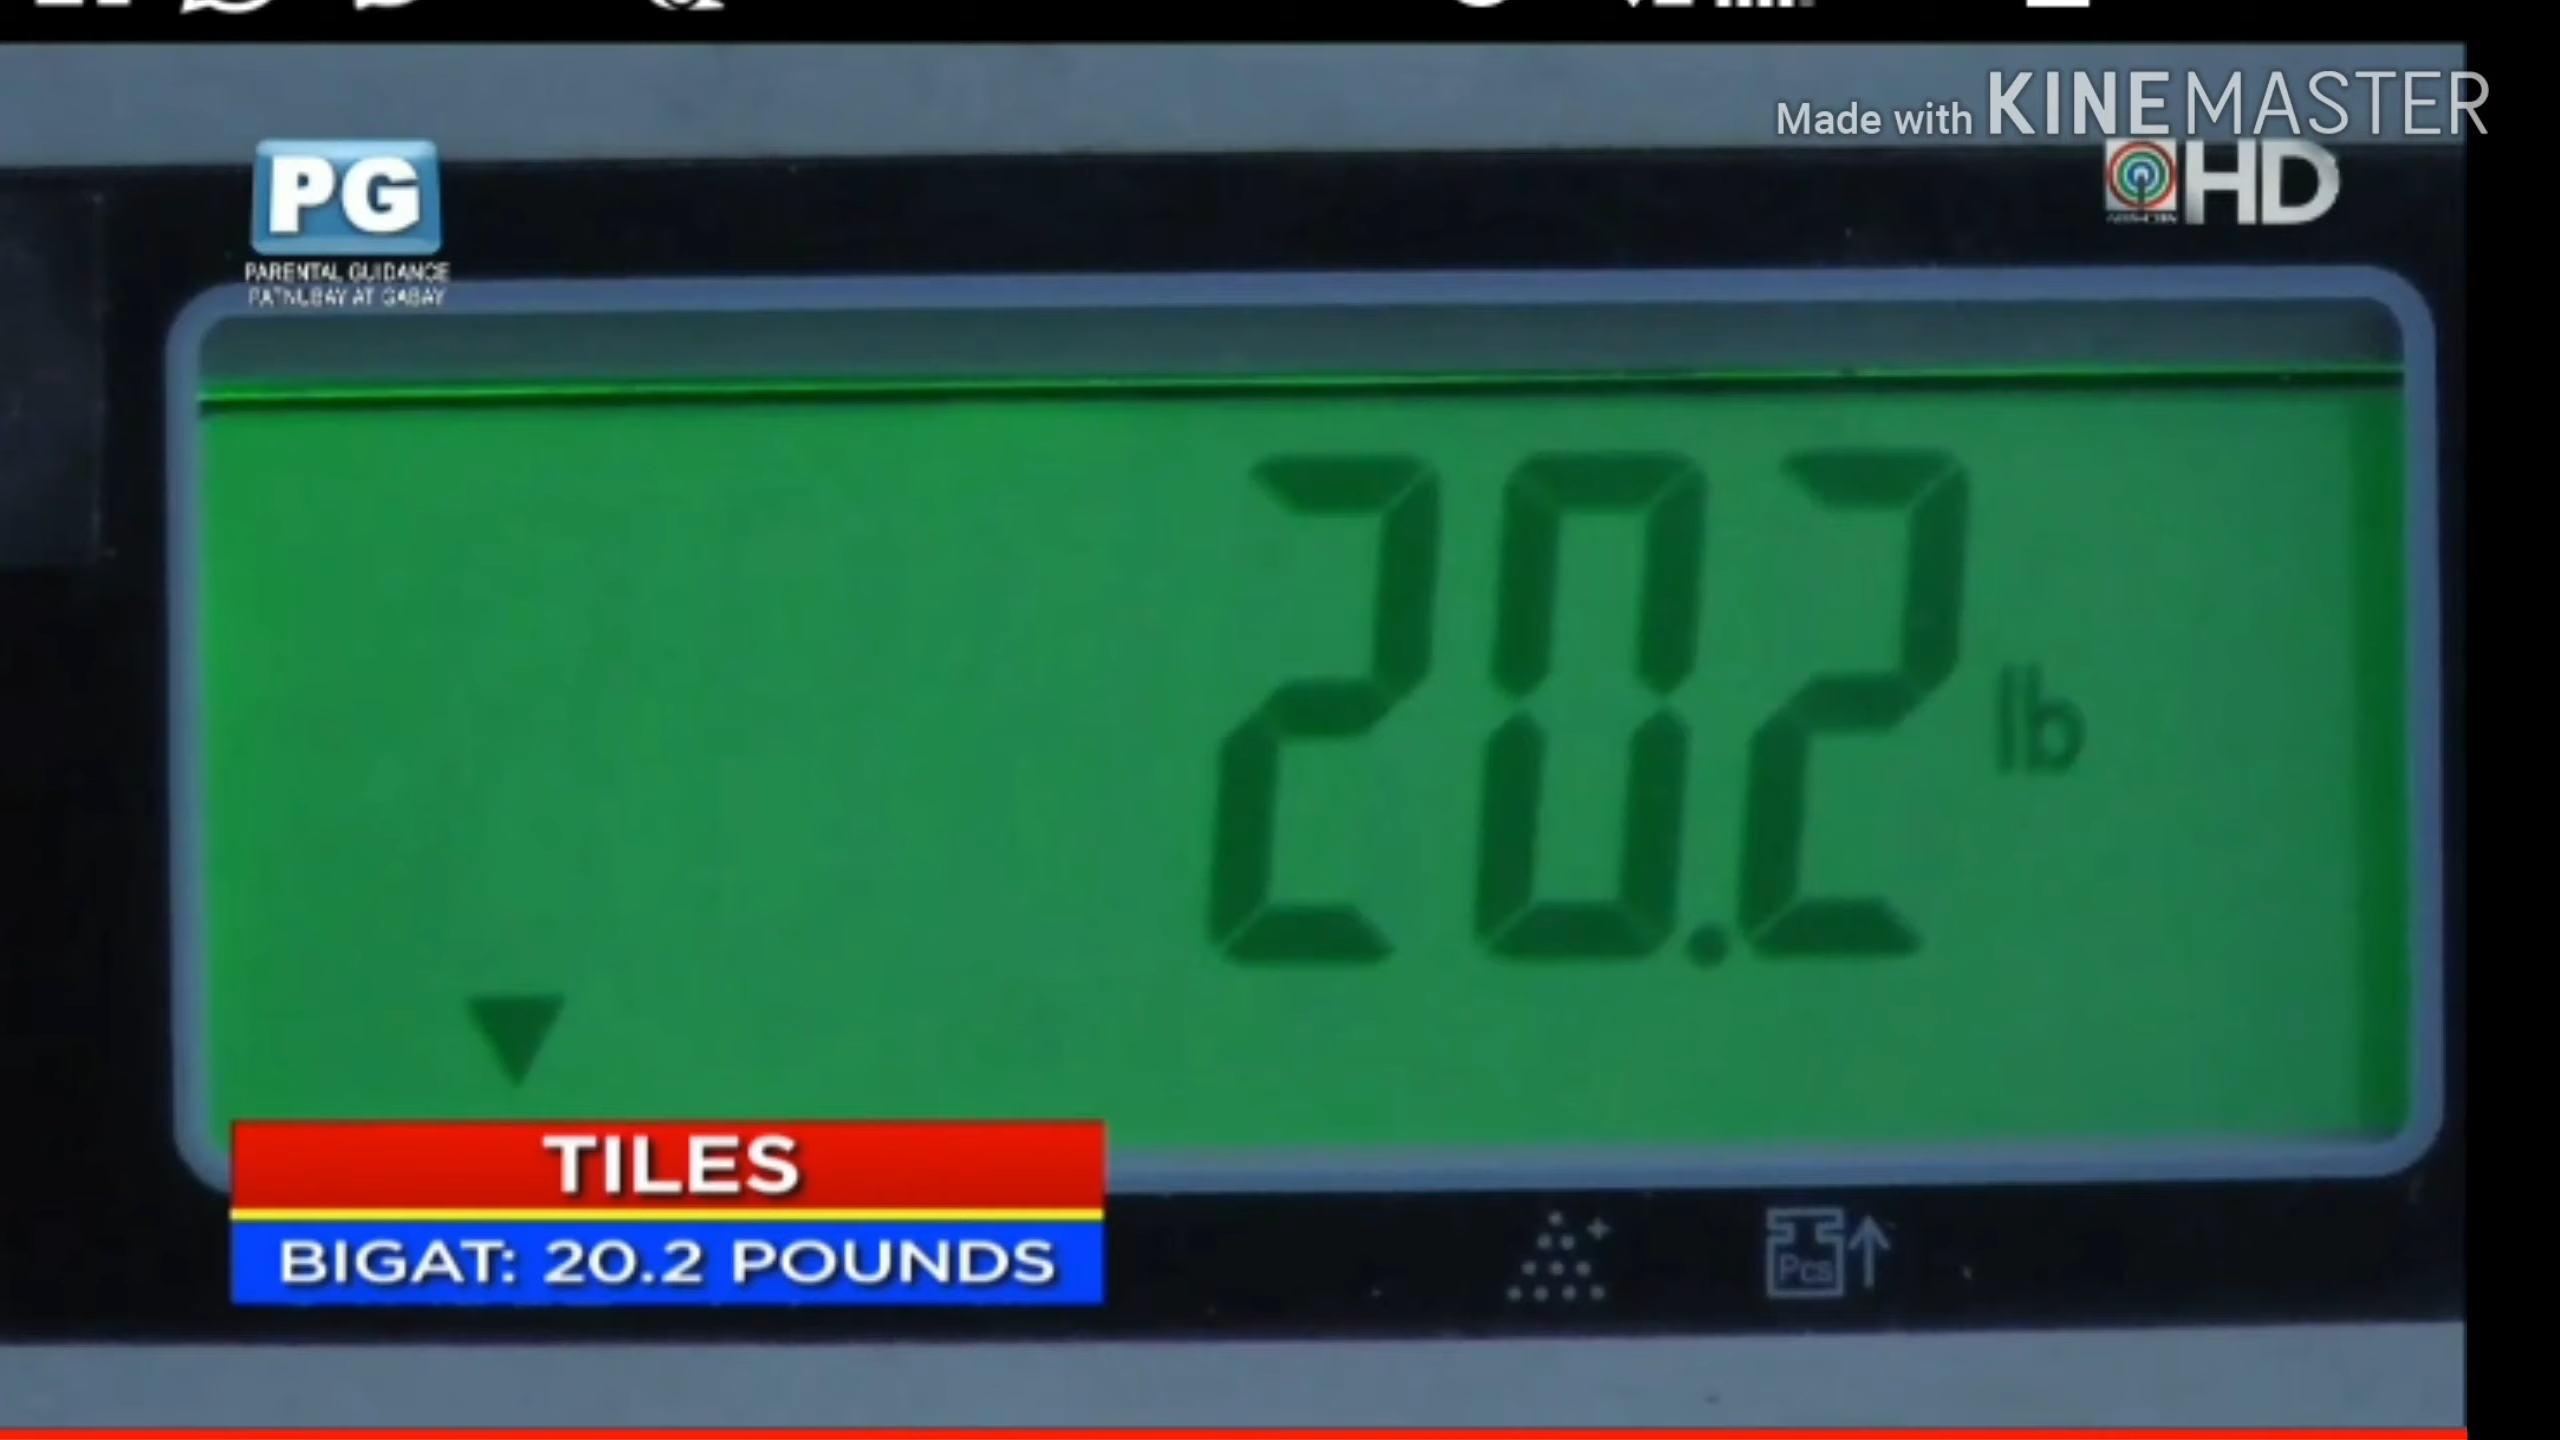 Made with KINEMASTER
PG
HD
PARENTAL GUIDANCE
PATNUBAY AT GABAY
20.2 lb
TILES
BIGAT: 20.2 POUNDS
Pcs